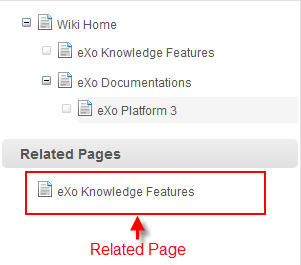 Wiki Home
eXo Knowledge Features
eXo Documentations
eXo Platform 3
Related Pages
eXo Knowledge Features
Related Page